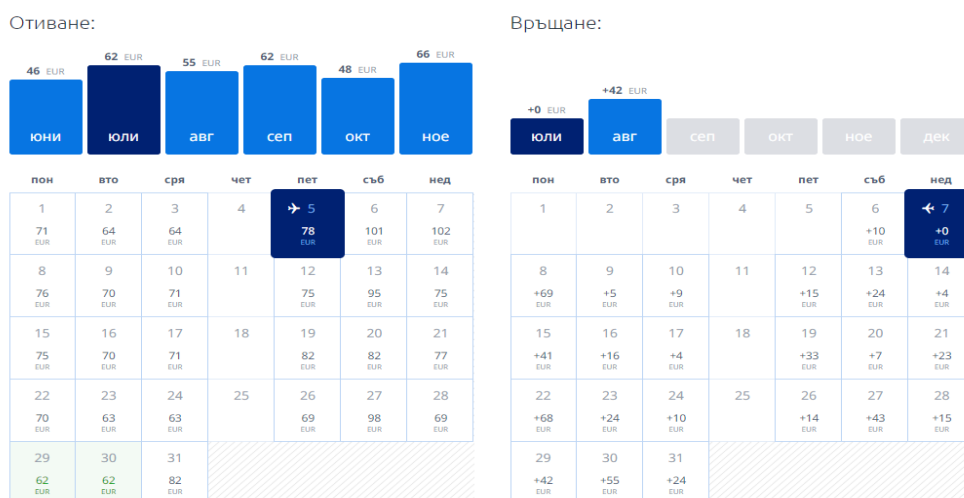 Отиване:
46 EUR 62 EUR 55 EUR 62 EUR 48 EUR 66 EUR
юни юли авг сеп окт ное
пон вто сря чет пет съб нед
1 2 3 4 5 6 7
71 64 64 78 101 102
EUR EUR EUR EUR EUR EUR
8 9 10 11 12 13 14
76 70 71 75 95 75
EUR EUR EUR EUR EUR EUR
15 16 17 18 19 20 21
75 70 71 82 82 77
EUR EUR EUR EUR EUR EUR
22 23 24 25 26 27 28
70 63 63 69 98 69
EUR EUR EUR EUR EUR EUR
29 30 31
62 62 82
EUR EUR EUR
Връщане:
+0 EUR +42 EUR
юли авг сеп окт ное дек
пон вто сря чет пет съб нед
1 2 3 4 5 6 7
+10 +0
EUR EUR
8 9 10 11 12 13 14
+69 +5 +9 +15 +24 +4
EUR EUR EUR EUR EUR EUR
15 16 17 18 19 20 21
+41 +16 +4 +33 +7 +23
EUR EUR EUR EUR EUR EUR
22 23 24 25 26 27 28
+68 +24 +10 +14 +43 +15
EUR EUR EUR EUR EUR EUR
29 30 31
+42 +55 +24
EUR EUR EUR